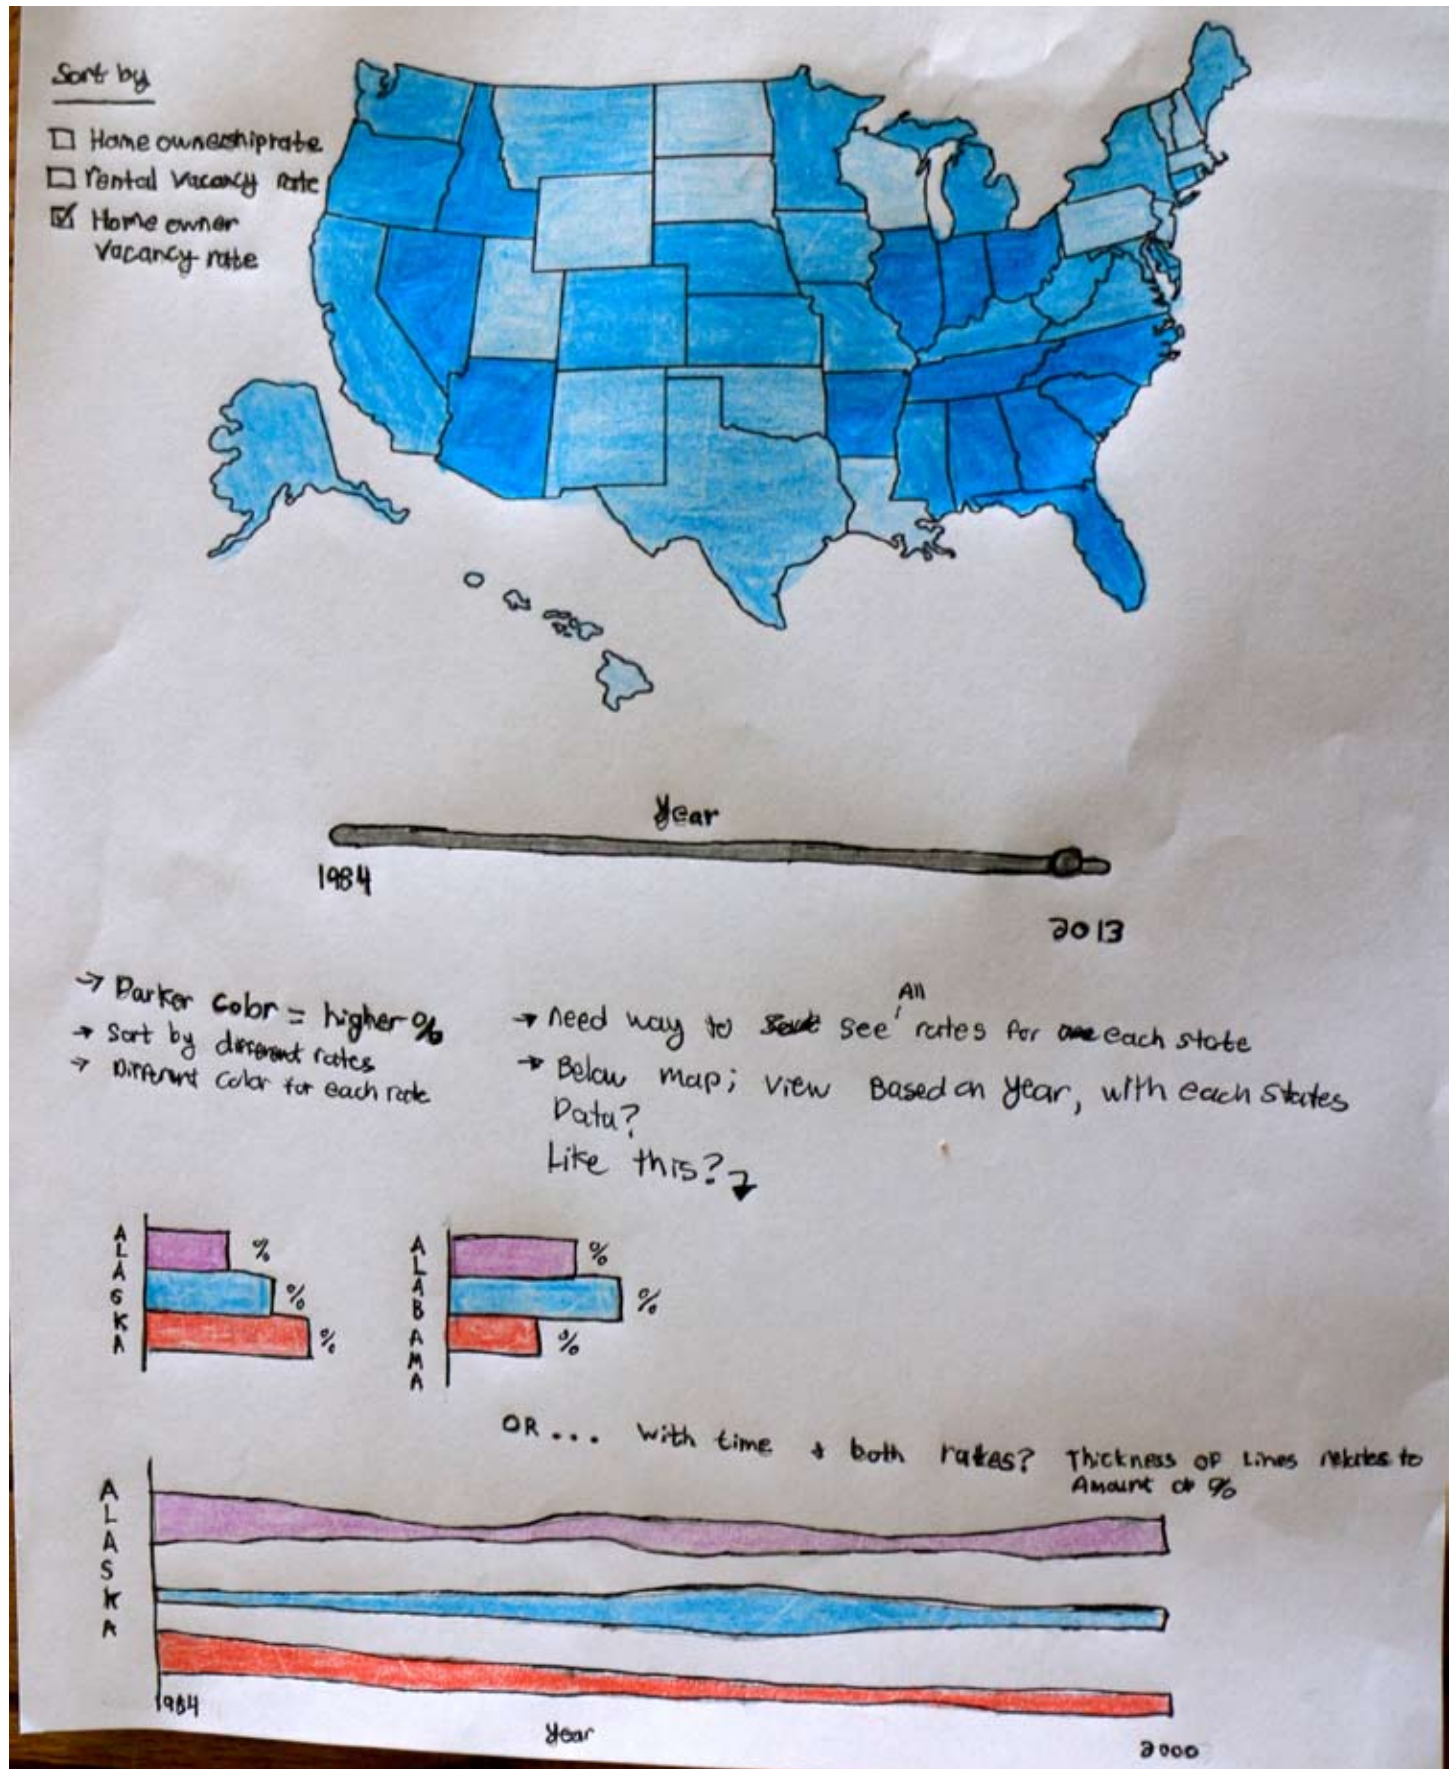 Sort by
Home ownershiprate
rental vacancy rate
Home owner
vacancy rate
Year
1984
2013
→ Darker color = higher %
→ Sort by different rates
→ Different color for each rate
→ need way to see All rates for each state
→ Below map; view Based on year, with each states
Data?
Like this?
ALASKA
%
%
%
ALABAMA
%
%
%
OR... with time & both rates? Thickness of Lines relates to
Amount of %
ALASKA
1984
Year
2000